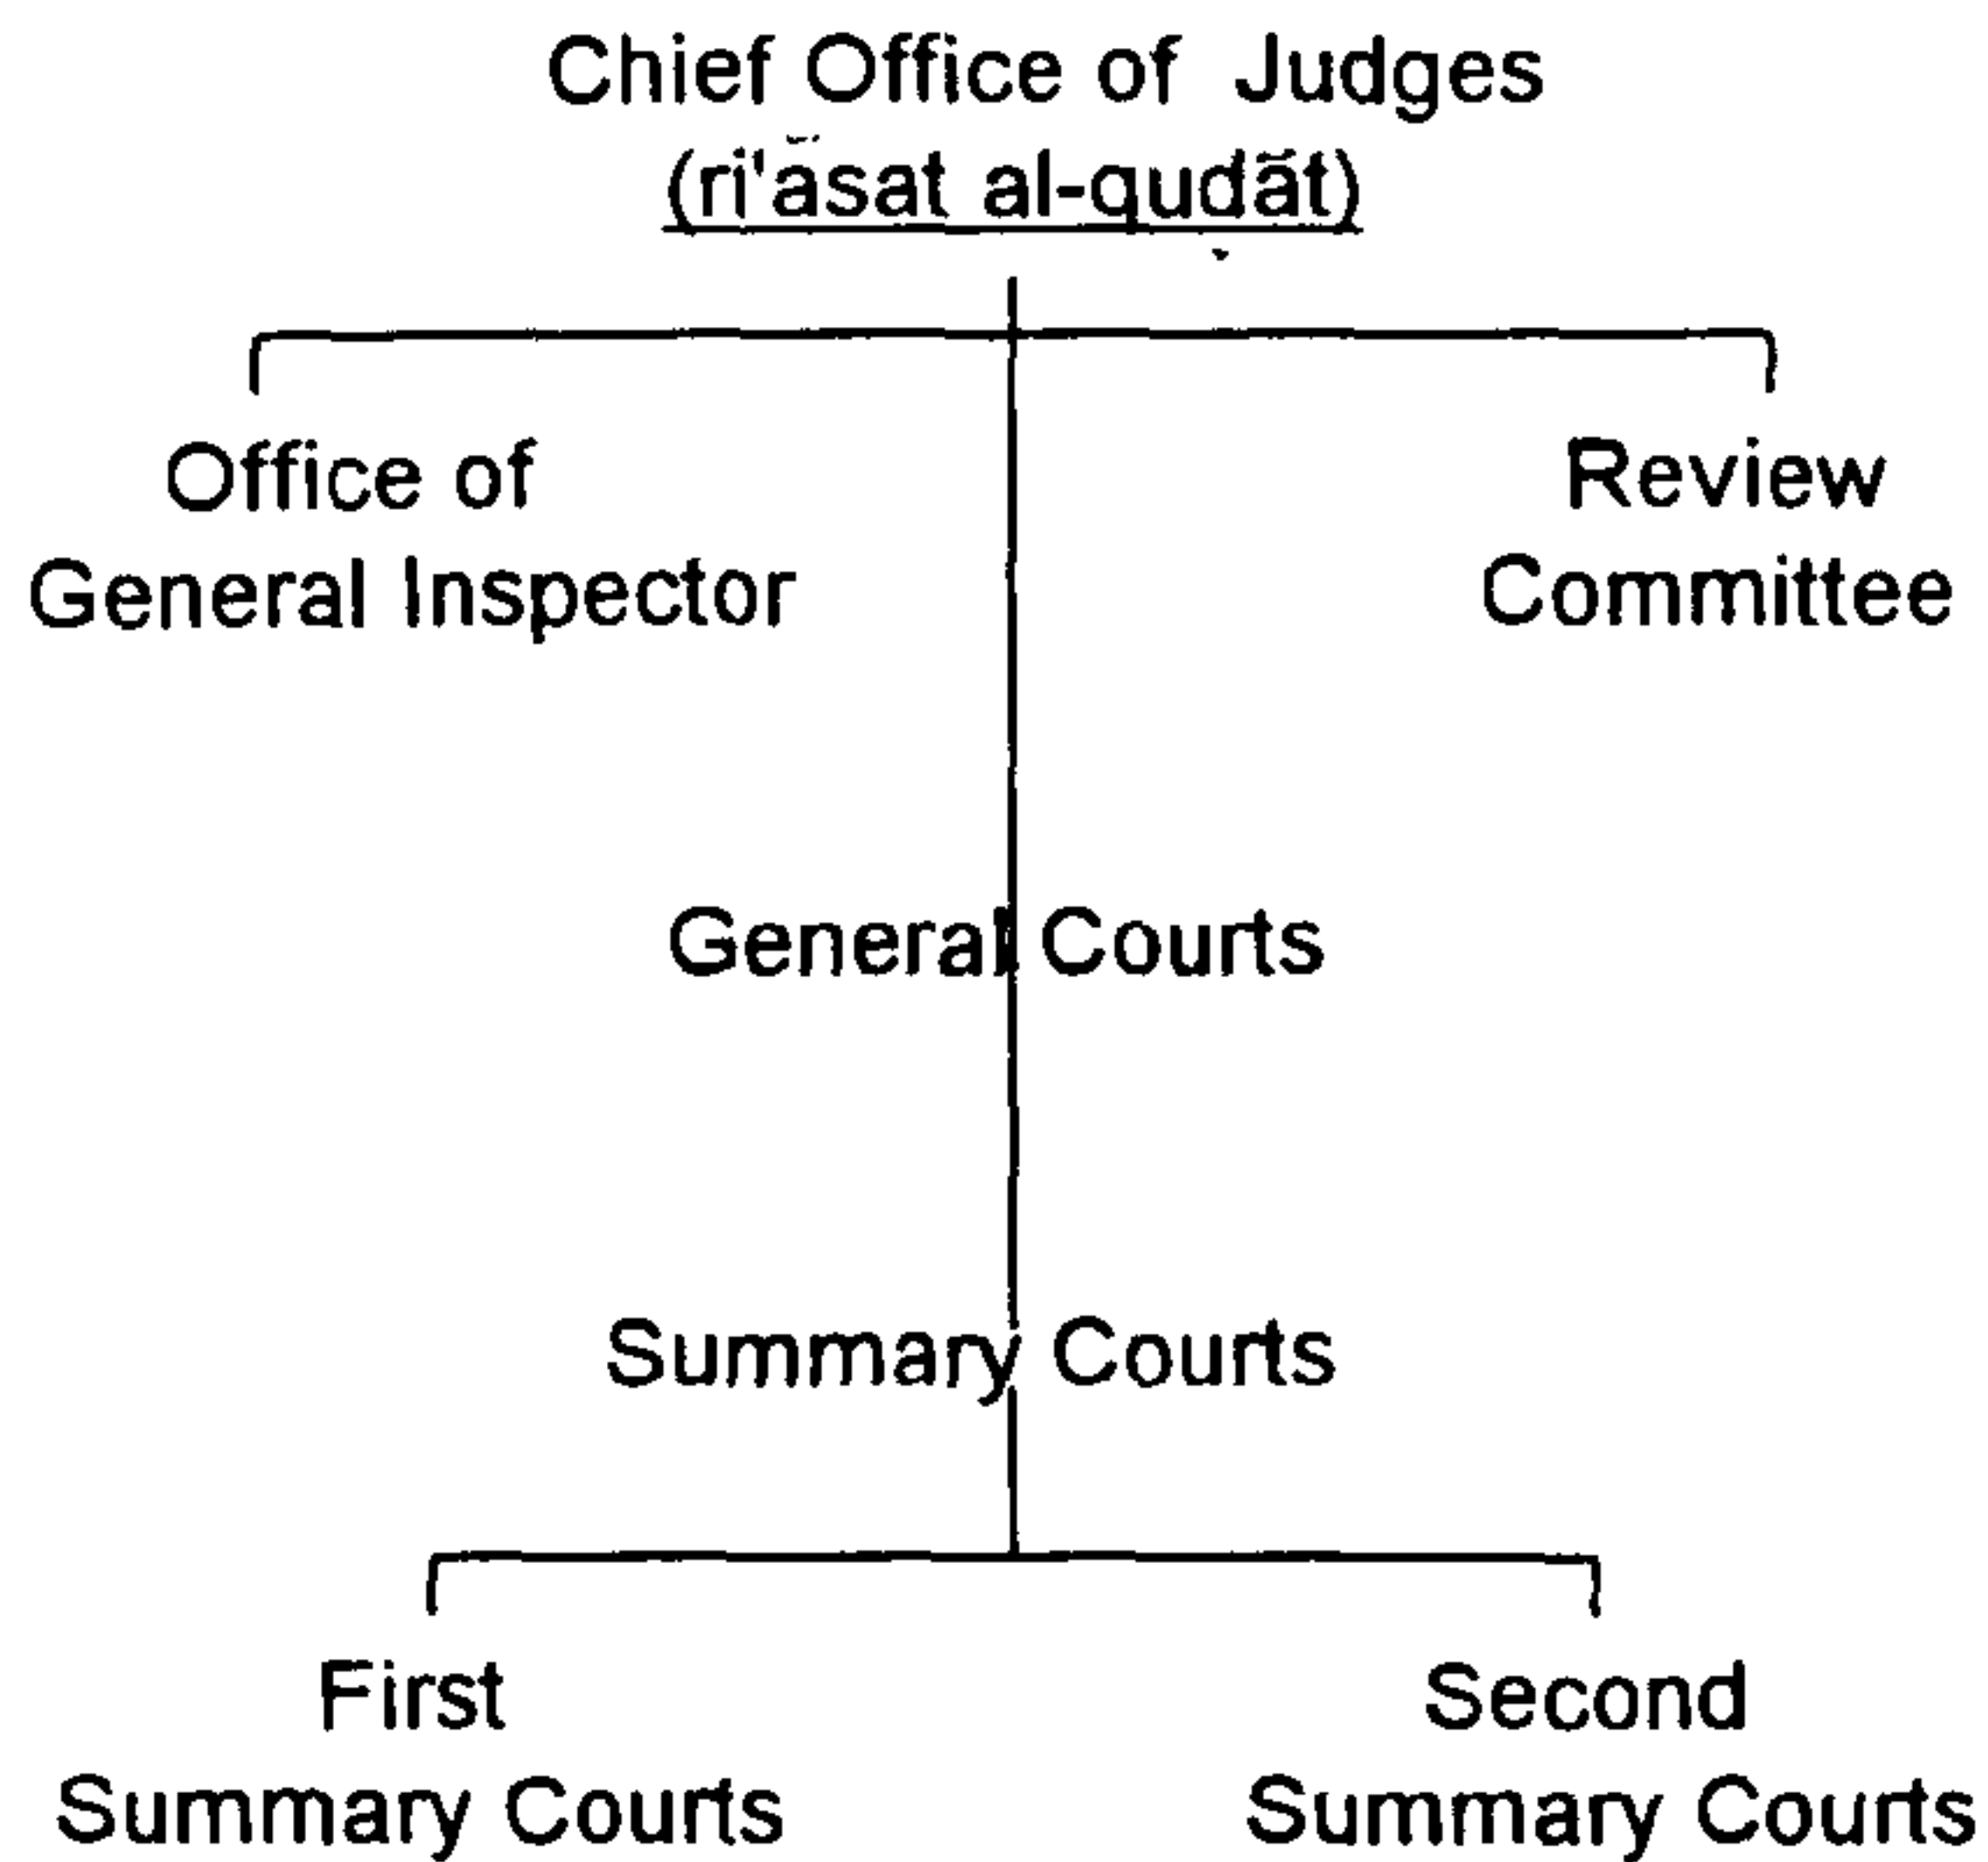 Chief Office of Judges
(ri'āsat al-quḍāt)
Office of
General Inspector
Review
Committee
General Courts
Summary Courts
First
Summary Courts
Second
Summary Courts